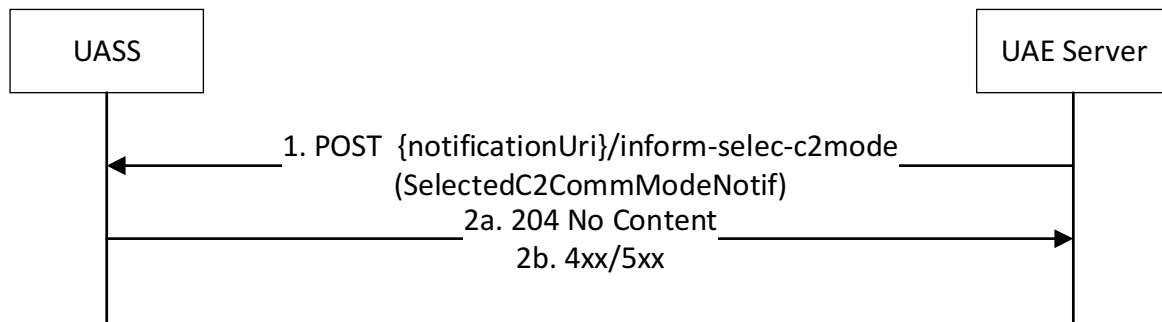 UASS
UAE Server
1. POST {notificationUri}/inform-selec-c2mode
(SelectedC2CommModeNotif)
2a. 204 No Content
2b. 4xx/5xx